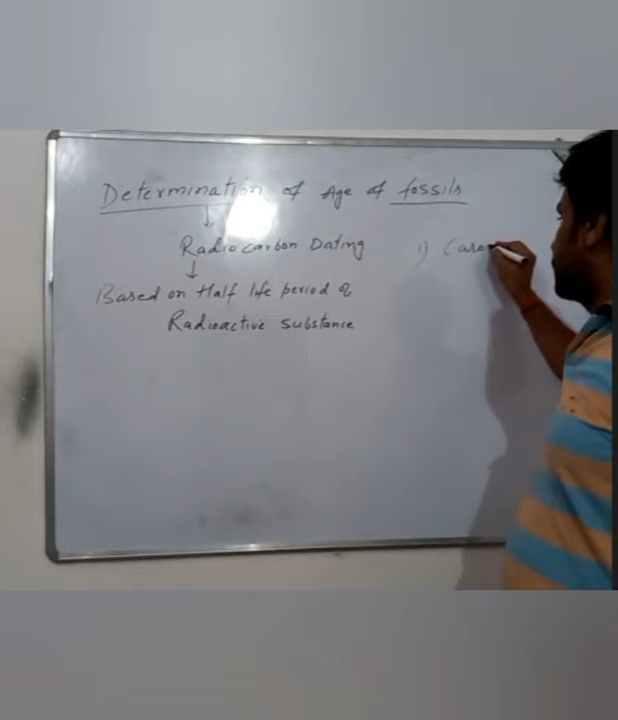 Determination of Age of fossils
↓
Radiocarbon Dating
↓
Based on Half life period of
Radioactive substance
1)